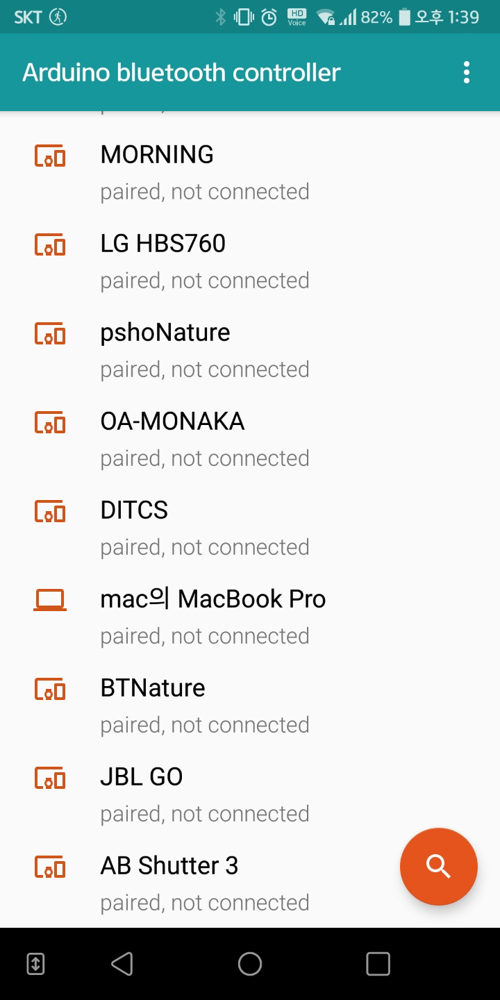 SKT HD Voice 82% 오후 1:39
Arduino bluetooth controller
MORNING
paired, not connected
LG HBS760
paired, not connected
pshoNature
paired, not connected
OA-MONAKA
paired, not connected
DITCS
paired, not connected
mac의 MacBook Pro
paired, not connected
BTNature
paired, not connected
JBL GO
paired, not connected
AB Shutter 3
paired, not connected